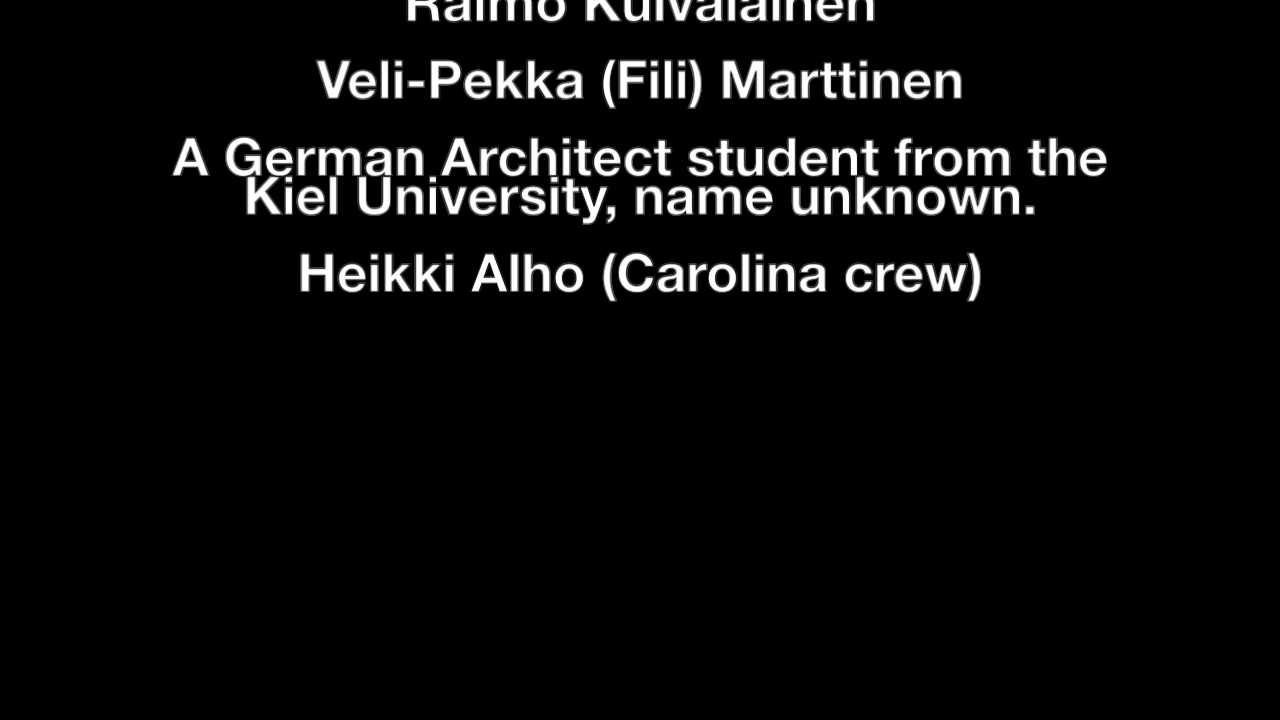 Raimo Kuivalainen
Veli-Pekka (Fili) Marttinen
A German Architect student from the
Kiel University, name unknown.
Heikki Alho (Carolina crew)